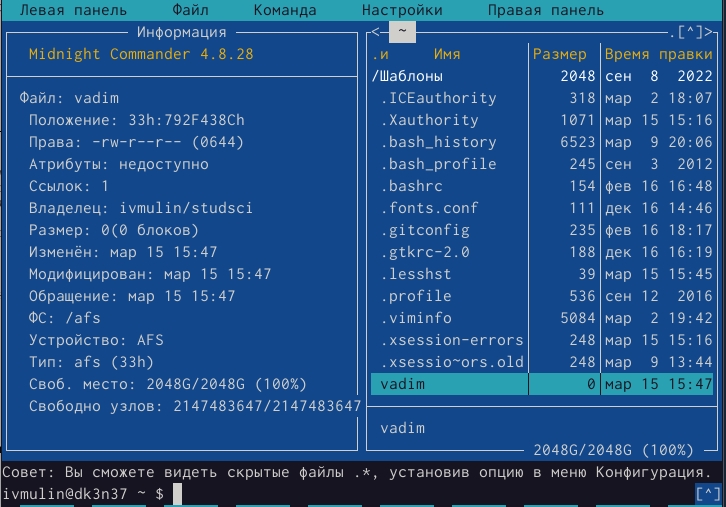 Левая панель Файл Команда Настройки Правая панель
Информация
Midnight Commander 4.8.28
Файл: vadim
Положение: 33h:792F438Ch
Права: -rw-r--r-- (0644)
Атрибуты: недоступно
Ссылок: 1
Владелец: ivmulin/studsci
Размер: 0(0 блоков)
Изменён: мар 15 15:47
Модифицирован: мар 15 15:47
Обращение: мар 15 15:47
ФС: /afs
Устройство: AFS
Тип: afs (33h)
Своб. место: 2048G/2048G (100%)
Свободно узлов: 2147483647/2147483647
<─ ~ .[^]>
.и Имя Размер Время правки
/Шаблоны 2048 сен 8 2022
.ICEauthority 318 мар 2 18:07
.Xauthority 1071 мар 15 15:16
.bash_history 6523 мар 9 20:06
.bash_profile 245 сен 3 2012
.bashrc 154 фев 16 16:48
.fonts.conf 111 дек 16 14:46
.gitconfig 235 фев 16 18:17
.gtkrc-2.0 188 дек 16 16:19
.lesshst 39 мар 15 15:45
.profile 536 сен 12 2016
.viminfo 5084 мар 2 19:42
.xsession-errors 248 мар 15 15:16
.xsessio~ors.old 248 мар 9 13:44
vadim 0 мар 15 15:47
vadim
2048G/2048G (100%)
Совет: Вы сможете видеть скрытые файлы .*, установив опцию в меню Конфигурация.
ivmulin@dk3n37 ~ $ [^]